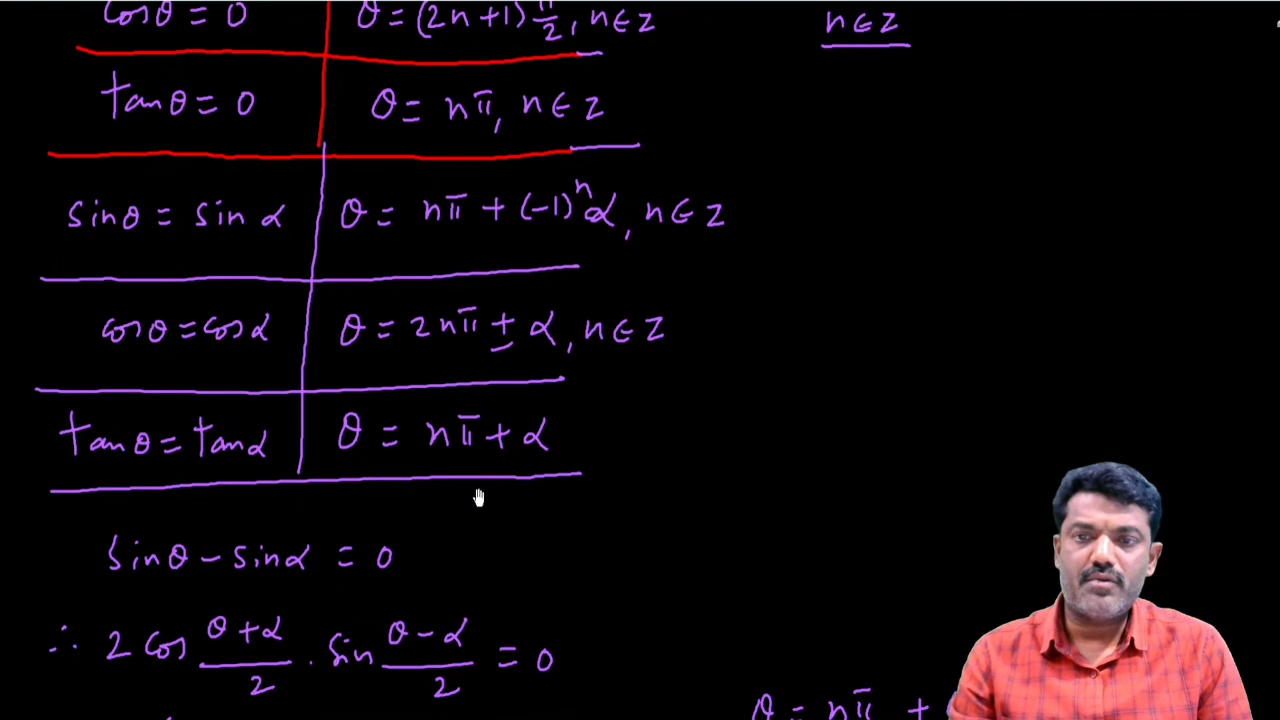 cosθ = 0 θ = (2n+1) π/2, n∈z n∈z
tanθ = 0 θ = nπ, n∈z
sinθ = sinα θ = nπ + (-1)ⁿα, n∈z
cosθ = cosα θ = 2nπ ± α, n∈z
tanθ = tanα θ = nπ + α
sinθ - sinα = 0
∴ 2 cos (θ+α)/2 . sin (θ-α)/2 = 0
θ = nπ +